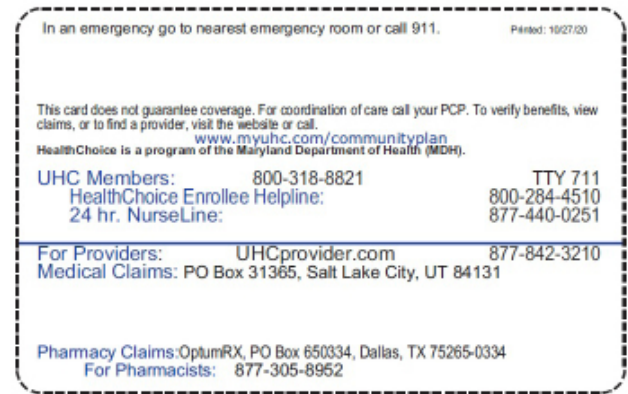 In an emergency go to nearest emergency room or call 911. Printed: 10/27/20
This card does not guarantee coverage. For coordination of care call your PCP. To verify benefits, view
claims, or to find a provider, visit the website or call.
www.myuhc.com/communityplan
HealthChoice is a program of the Maryland Department of Health (MDH).
UHC Members: 800-318-8821 TTY 711
HealthChoice Enrollee Helpline: 800-284-4510
24 hr. NurseLine: 877-440-0251
For Providers: UHCprovider.com 877-842-3210
Medical Claims: PO Box 31365, Salt Lake City, UT 84131
Pharmacy Claims:OptumRX, PO Box 650334, Dallas, TX 75265-0334
For Pharmacists: 877-305-8952